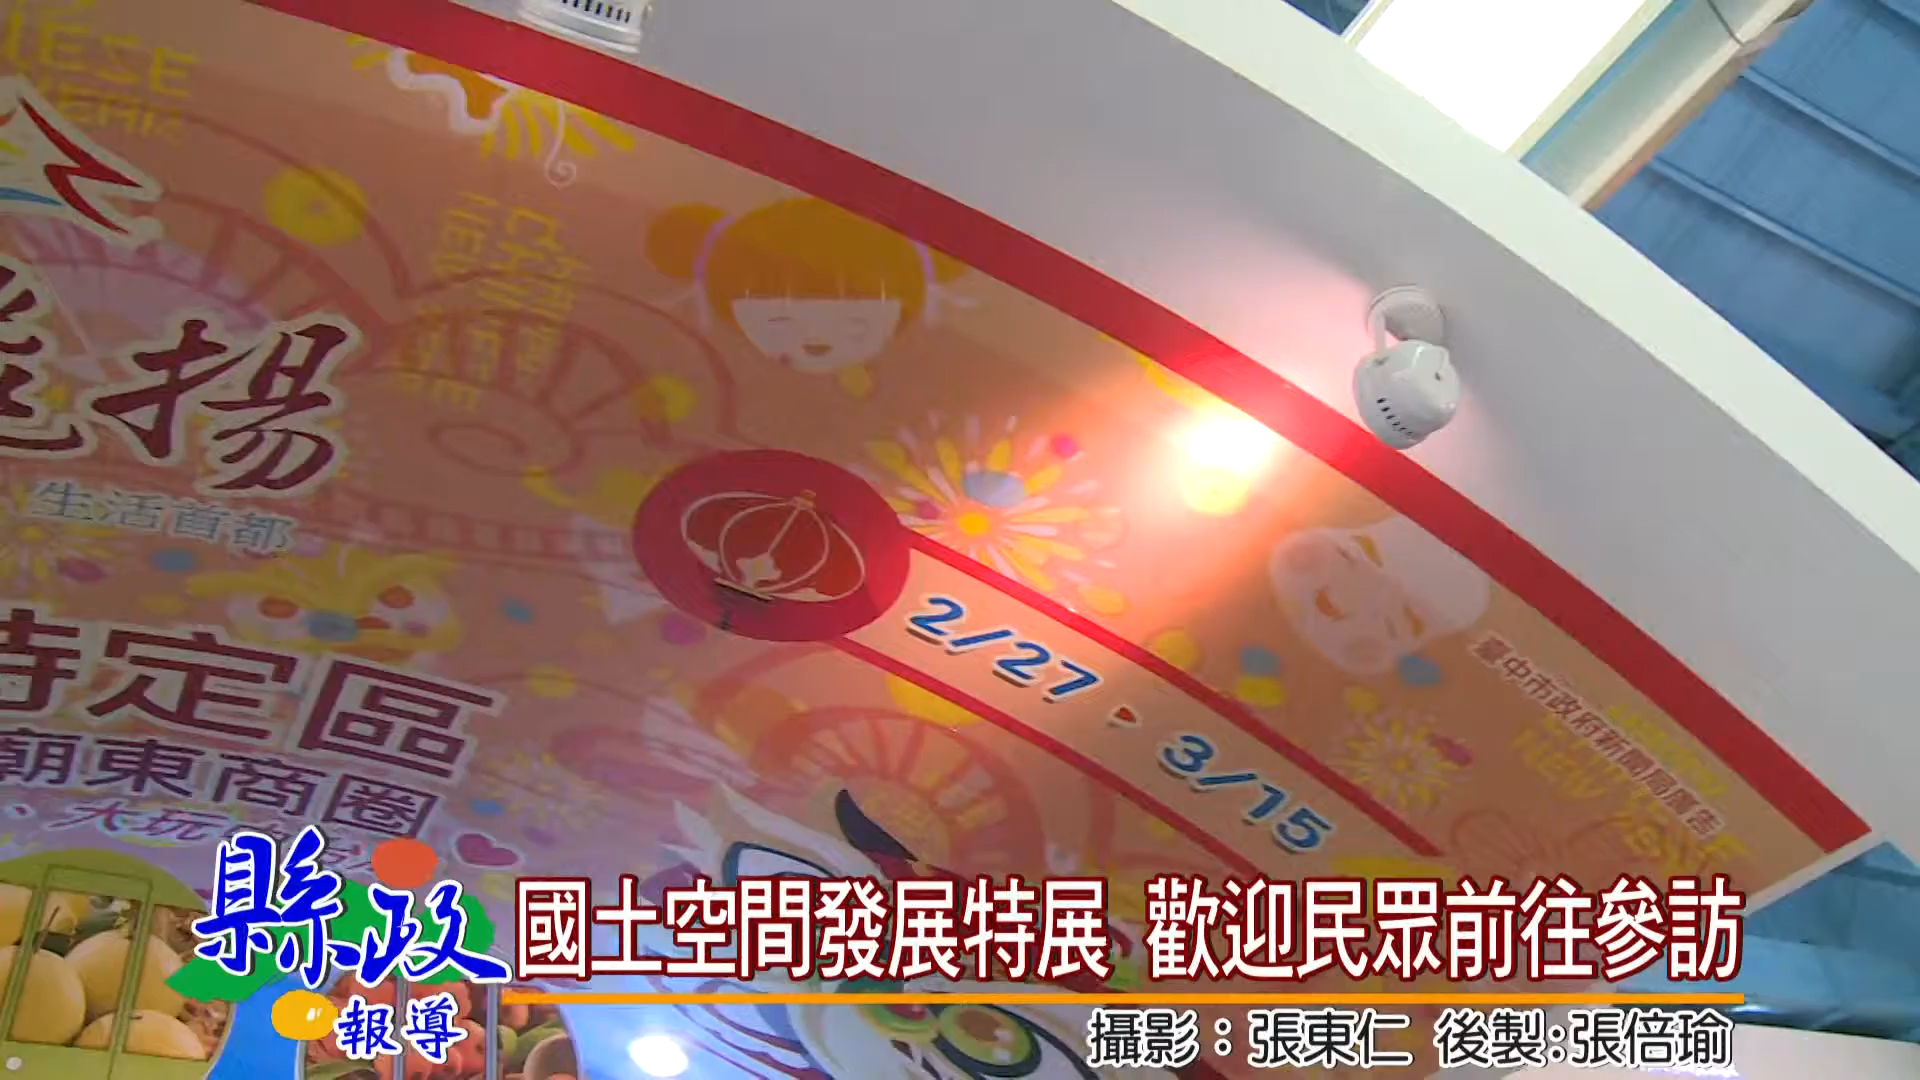 揚
生活首都
特定區
廟東商圈
、大玩
2/27 ▶ 3/15
臺中市政府新聞局廣告
縣政
報導
國土空間發展特展 歡迎民眾前往參訪
攝影：張東仁 後製:張倍瑜